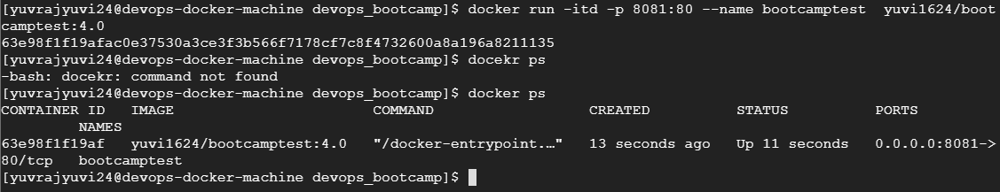 [yuvrajyuvi24@devops-docker-machine devops_bootcamp]$ docker run -itd -p 8081:80 --name bootcamptest  yuvi1624/boot
camptest:4.0
63e98f1f19afac0e37530a3ce3f3b566f7178cf7c8f4732600a8a196a8211135
[yuvrajyuvi24@devops-docker-machine devops_bootcamp]$ docekr ps
-bash: docekr: command not found
[yuvrajyuvi24@devops-docker-machine devops_bootcamp]$ docker ps
CONTAINER ID   IMAGE                       COMMAND                  CREATED          STATUS          PORTS
         NAMES
63e98f1f19af   yuvi1624/bootcamptest:4.0   "/docker-entrypoint.…"   13 seconds ago   Up 11 seconds   0.0.0.0:8081->
80/tcp   bootcamptest
[yuvrajyuvi24@devops-docker-machine devops_bootcamp]$